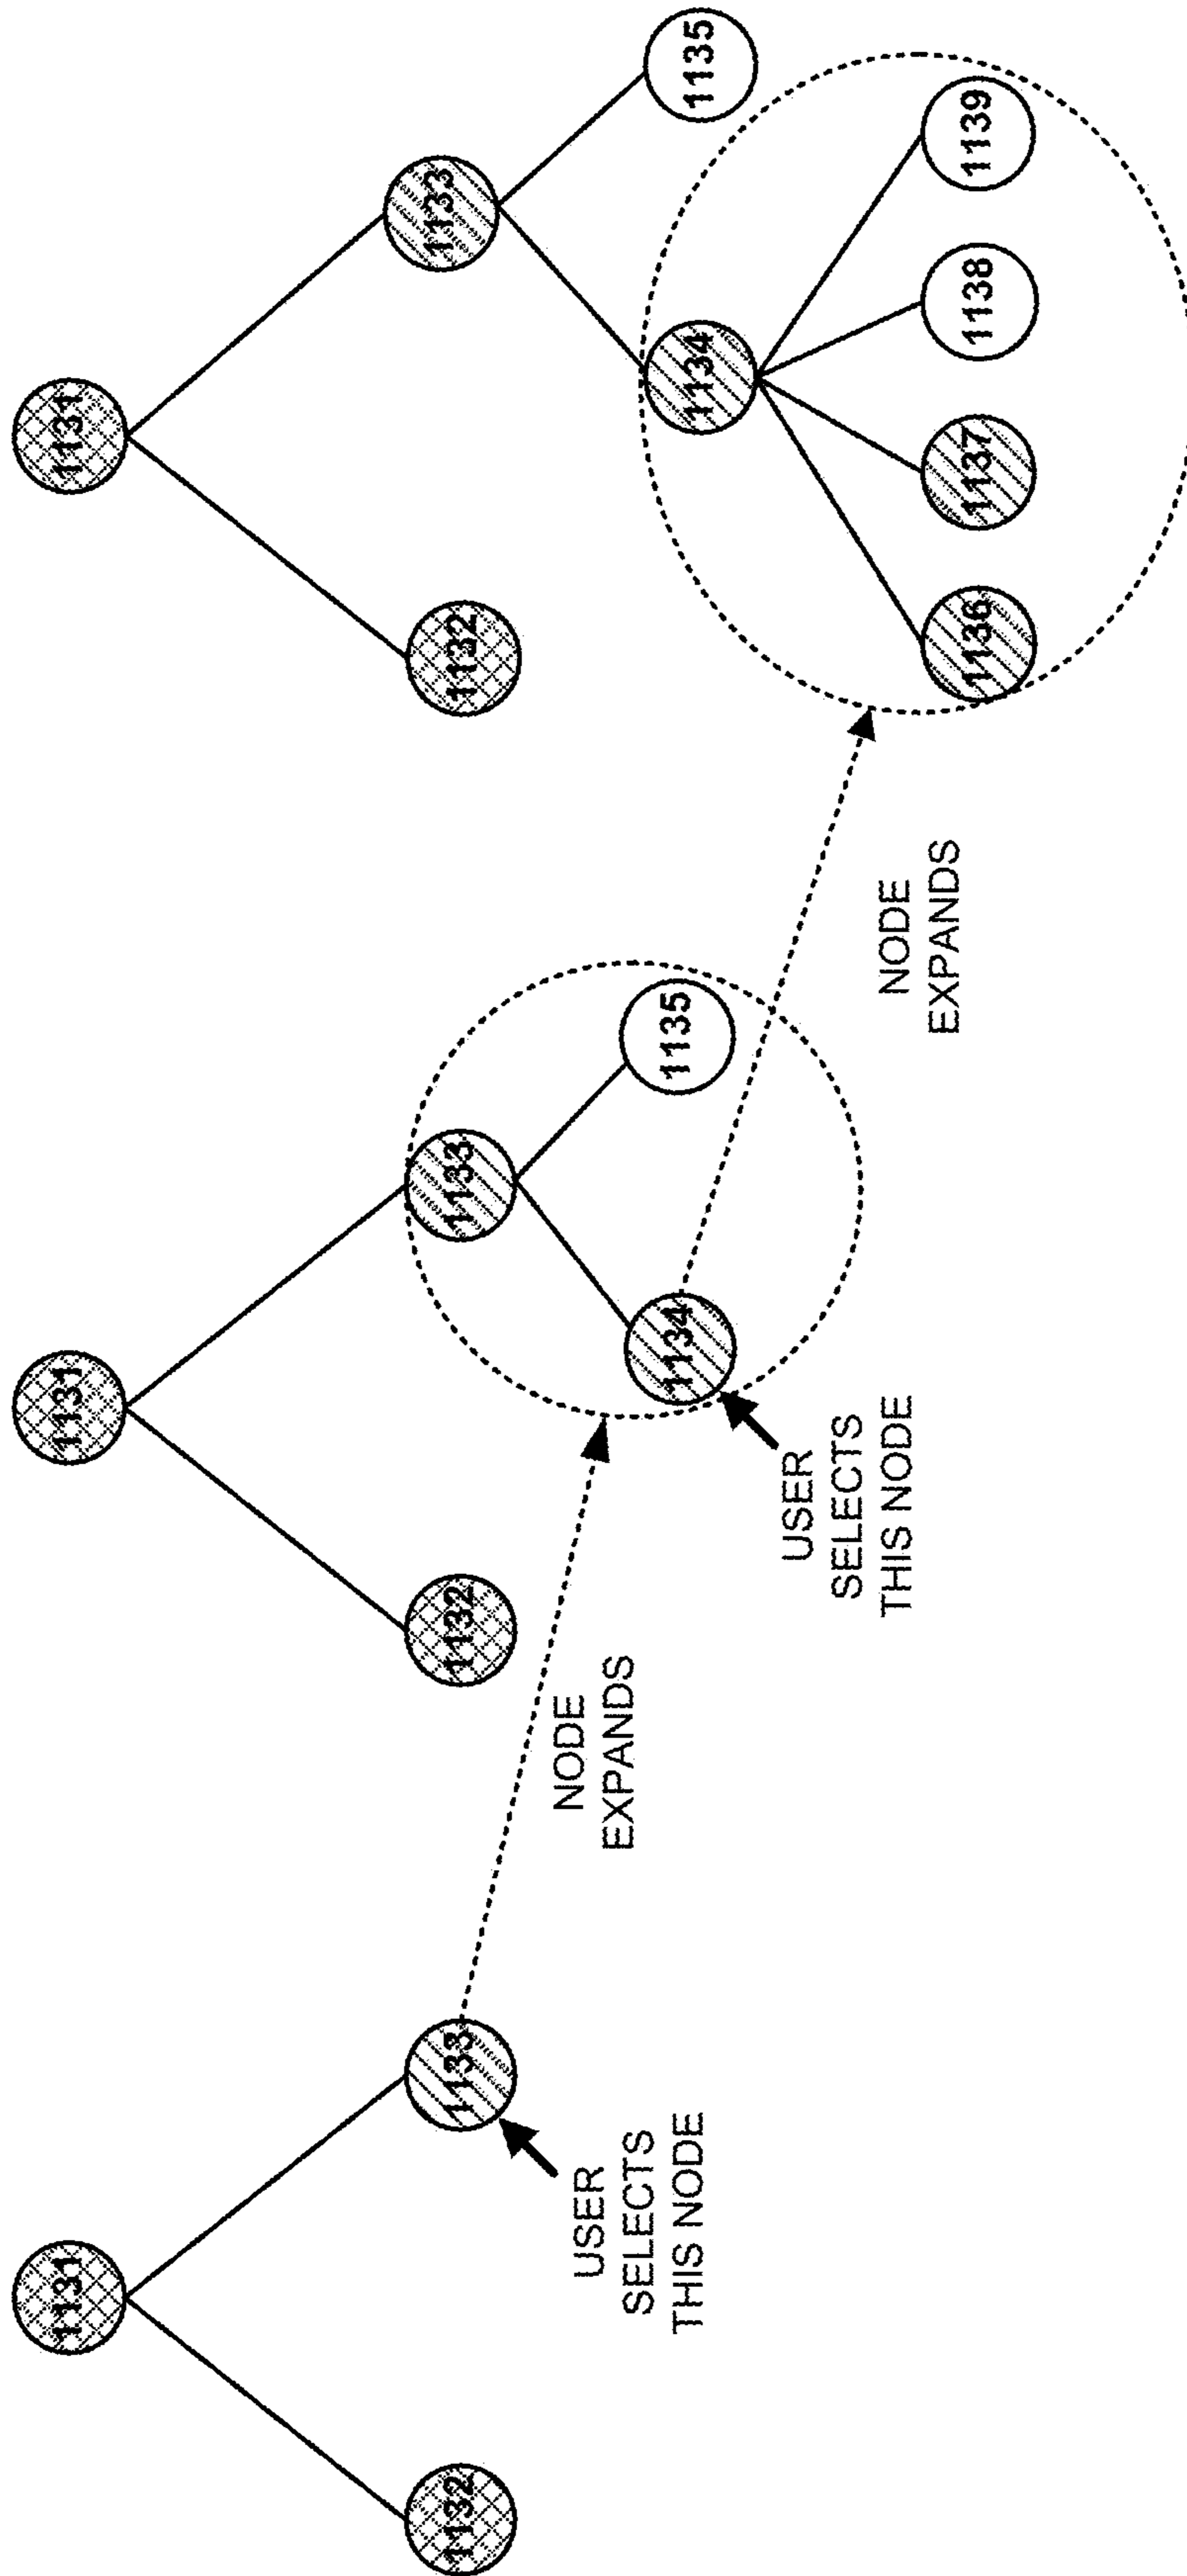 1131
1132
1133
USER
SELECTS
THIS NODE
NODE
EXPANDS
1131
1132
1133
1134
1135
USER
SELECTS
THIS NODE
NODE
EXPANDS
1131
1132
1133
1134
1135
1136
1137
1138
1139